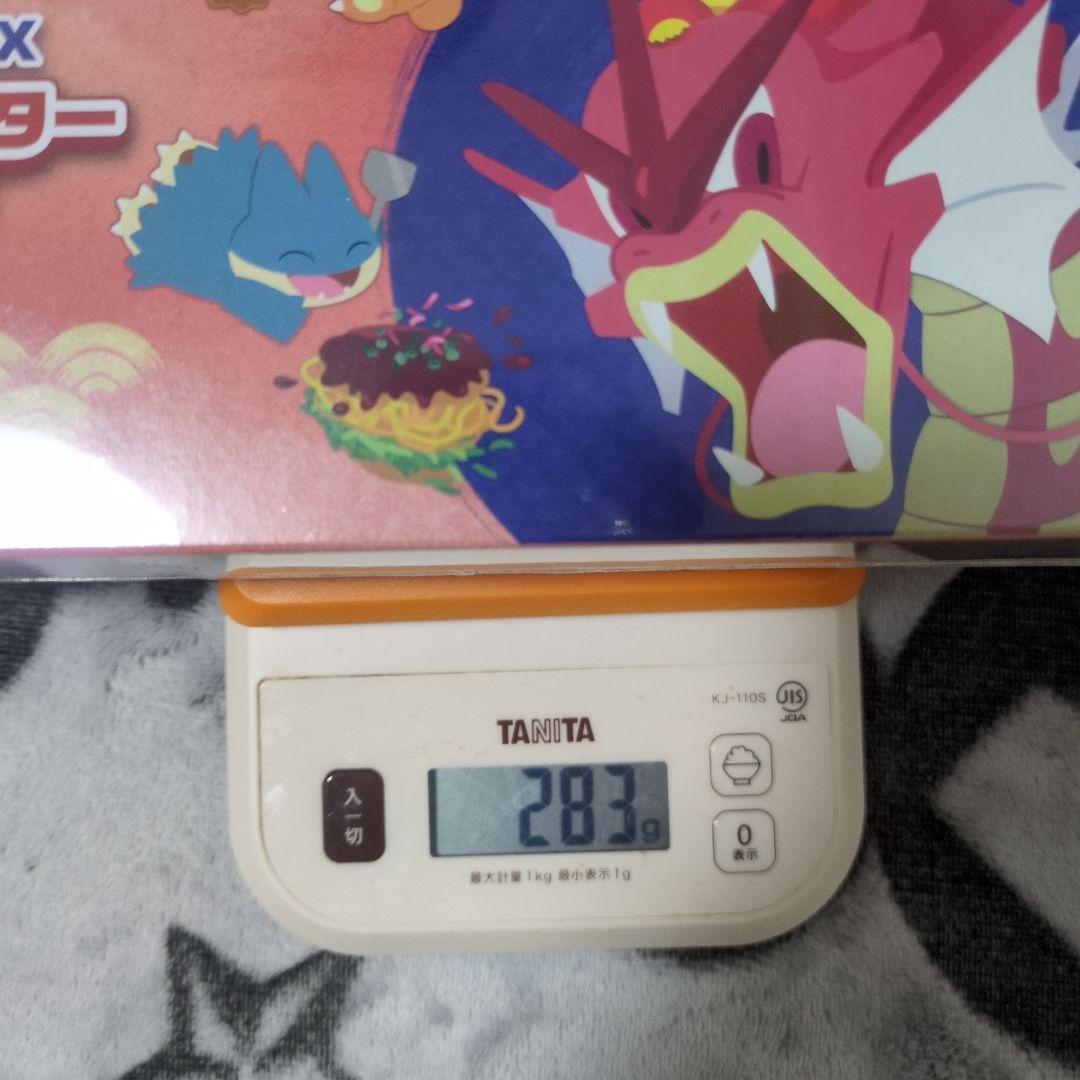 x
ター
KJ-110S
JIS
JQA
TANITA
入
切
283g
0
表示
最大計量1kg 最小表示1g